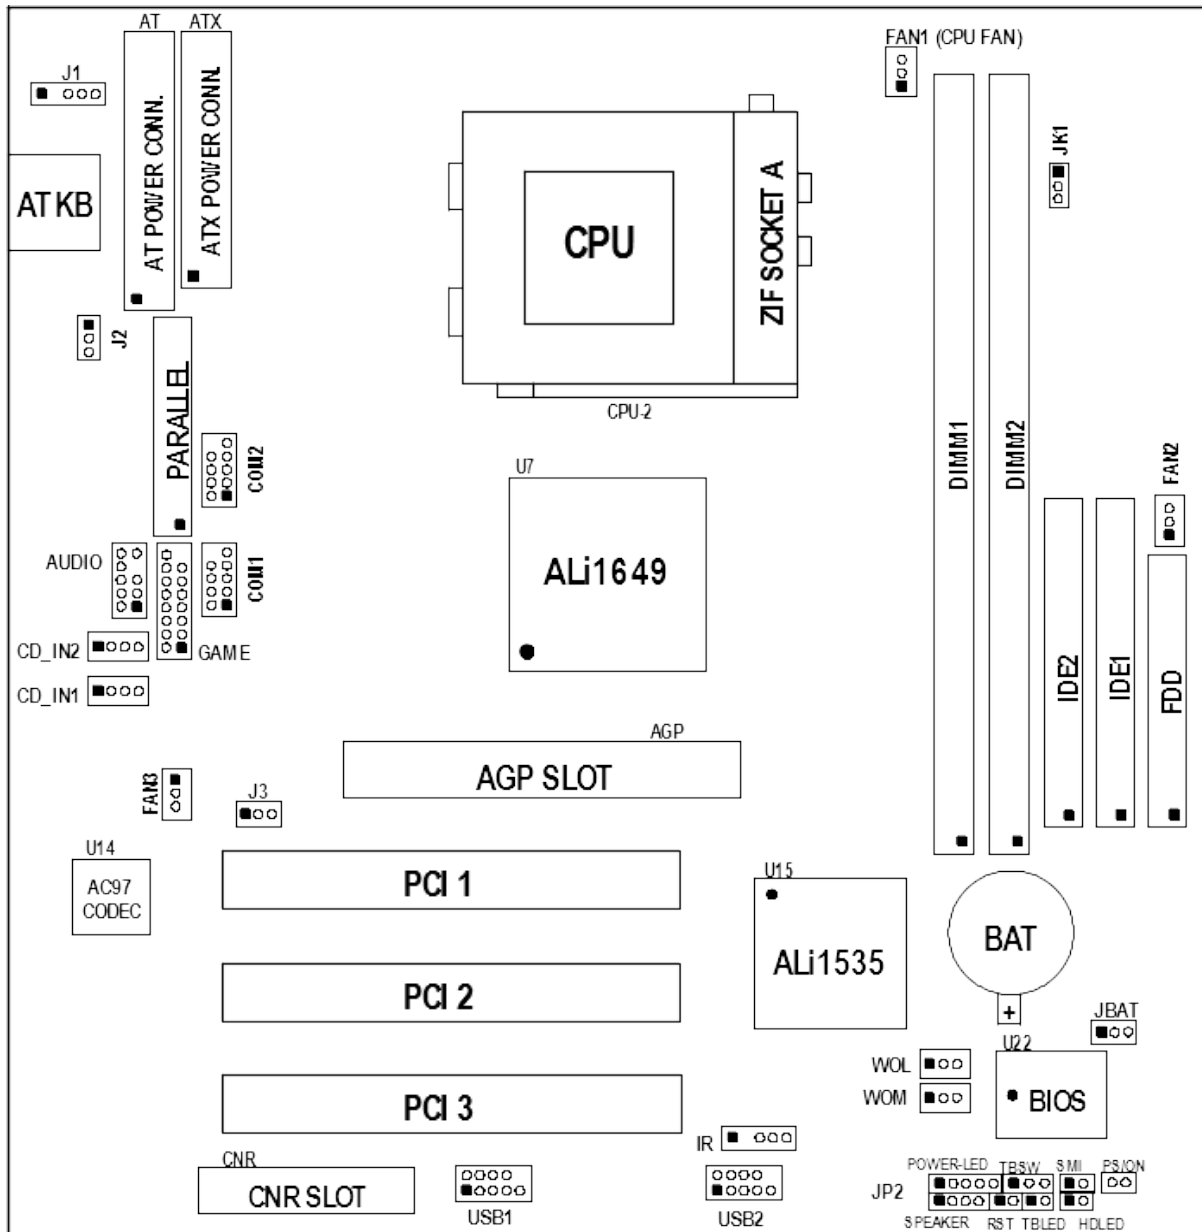 AT ATX
FAN1 (CPU FAN)
J1
AT POWER CONN.
ATX POWER CONN.
JK1
AT KB
CPU
ZIF SOCKET A
J2
CPU-2
PARALLEL
COM2
U7
DIMM1
DIMM2
FAN2
AUDIO
COM1
ALi1649
CD_IN2
GAME
CD_IN1
IDE2
IDE1
FDD
AGP
AGP SLOT
FAN3
J3
U14
AC97
CODEC
PCI 1
U15
ALi1535
BAT
+
PCI 2
JBAT
U22
WOL
WOM
BIOS
PCI 3
IR
CNR
CNR SLOT
USB1
USB2
POWER-LED TBSW SMI PS/ON
JP2
SPEAKER RST TBLED HDLED